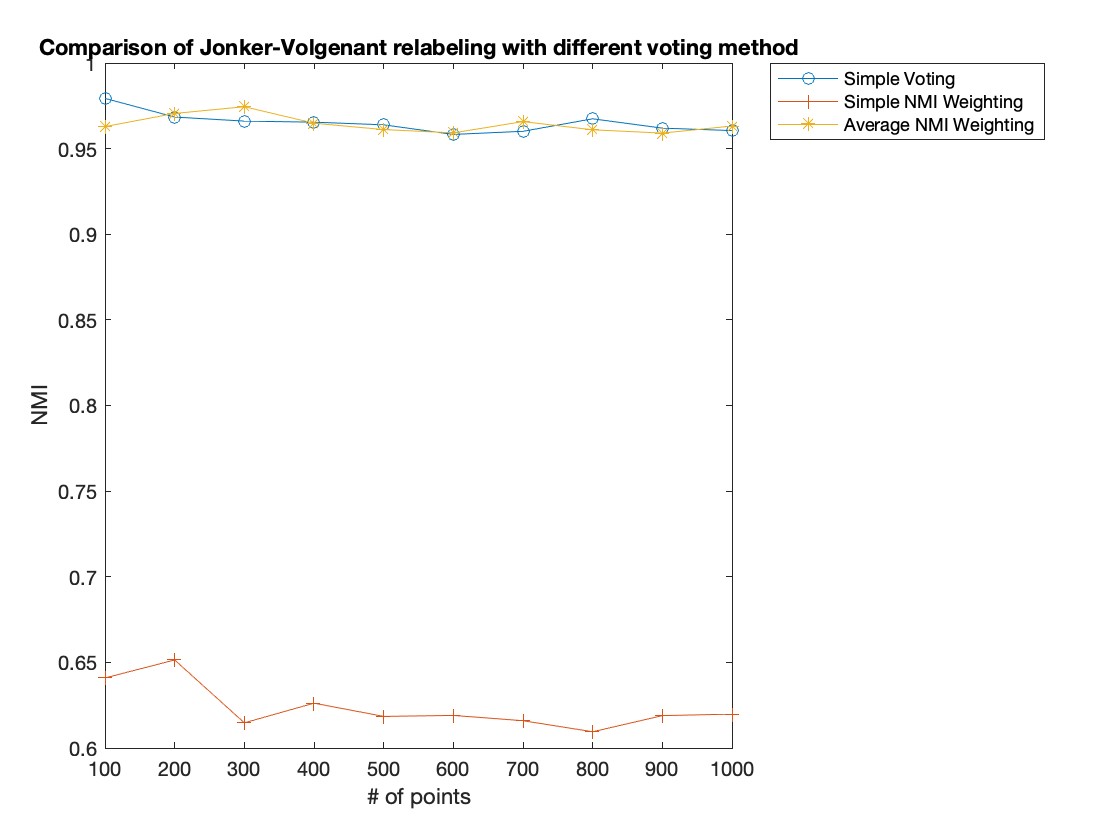 Comparison of Jonker-Volgenant relabeling with different voting method
Simple Voting
Simple NMI Weighting
Average NMI Weighting
1
0.95
0.9
0.85
0.8
0.75
0.7
0.65
0.6
NMI
100 200 300 400 500 600 700 800 900 1000
# of points